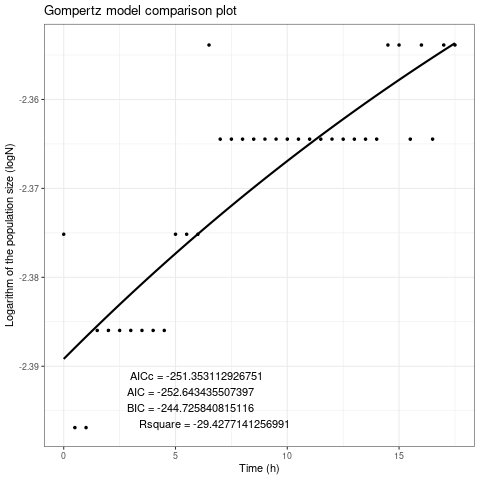 Gompertz model comparison plot
Logarithm of the population size (logN)
-2.36
-2.37
-2.38
-2.39
AICc = -251.353112926751
AIC = -252.643435507397
BIC = -244.725840815116
Rsquare = -29.4277141256991
0 5 10 15
Time (h)